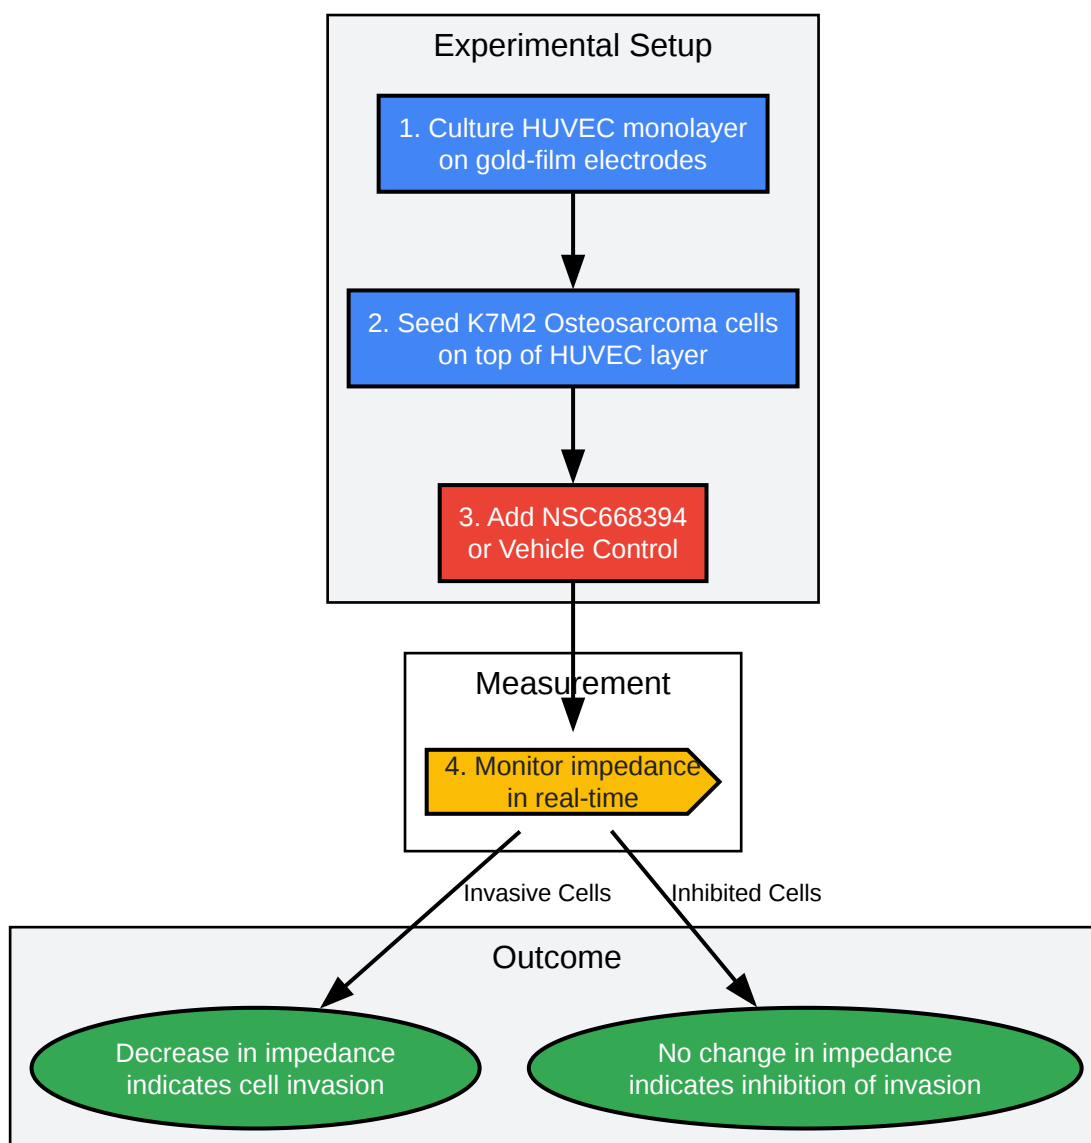 Experimental Setup
1. Culture HUVEC monolayer
on gold-film electrodes
2. Seed K7M2 Osteosarcoma cells
on top of HUVEC layer
3. Add NSC668394
or Vehicle Control
Measurement
4. Monitor impedance
in real-time
Invasive Cells
Inhibited Cells
Outcome
Decrease in impedance
indicates cell invasion
No change in impedance
indicates inhibition of invasion